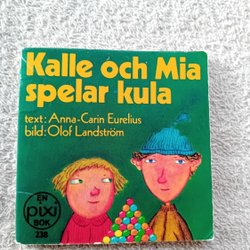 Kalle och Mia
spelar kula
text: Anna-Carin Eurelius
bild: Olof Landström
EN
pixi
BOK
238